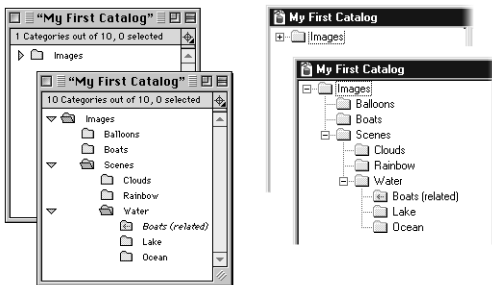 "My First Catalog"
1 Categories out of 10, 0 selected
Images
"My First Catalog"
10 Categories out of 10, 0 selected
Images
Balloons
Boats
Scenes
Clouds
Rainbow
Water
Boats (related)
Lake
Ocean
My First Catalog
Images
My First Catalog
Images
Balloons
Boats
Scenes
Clouds
Rainbow
Water
Boats (related)
Lake
Ocean